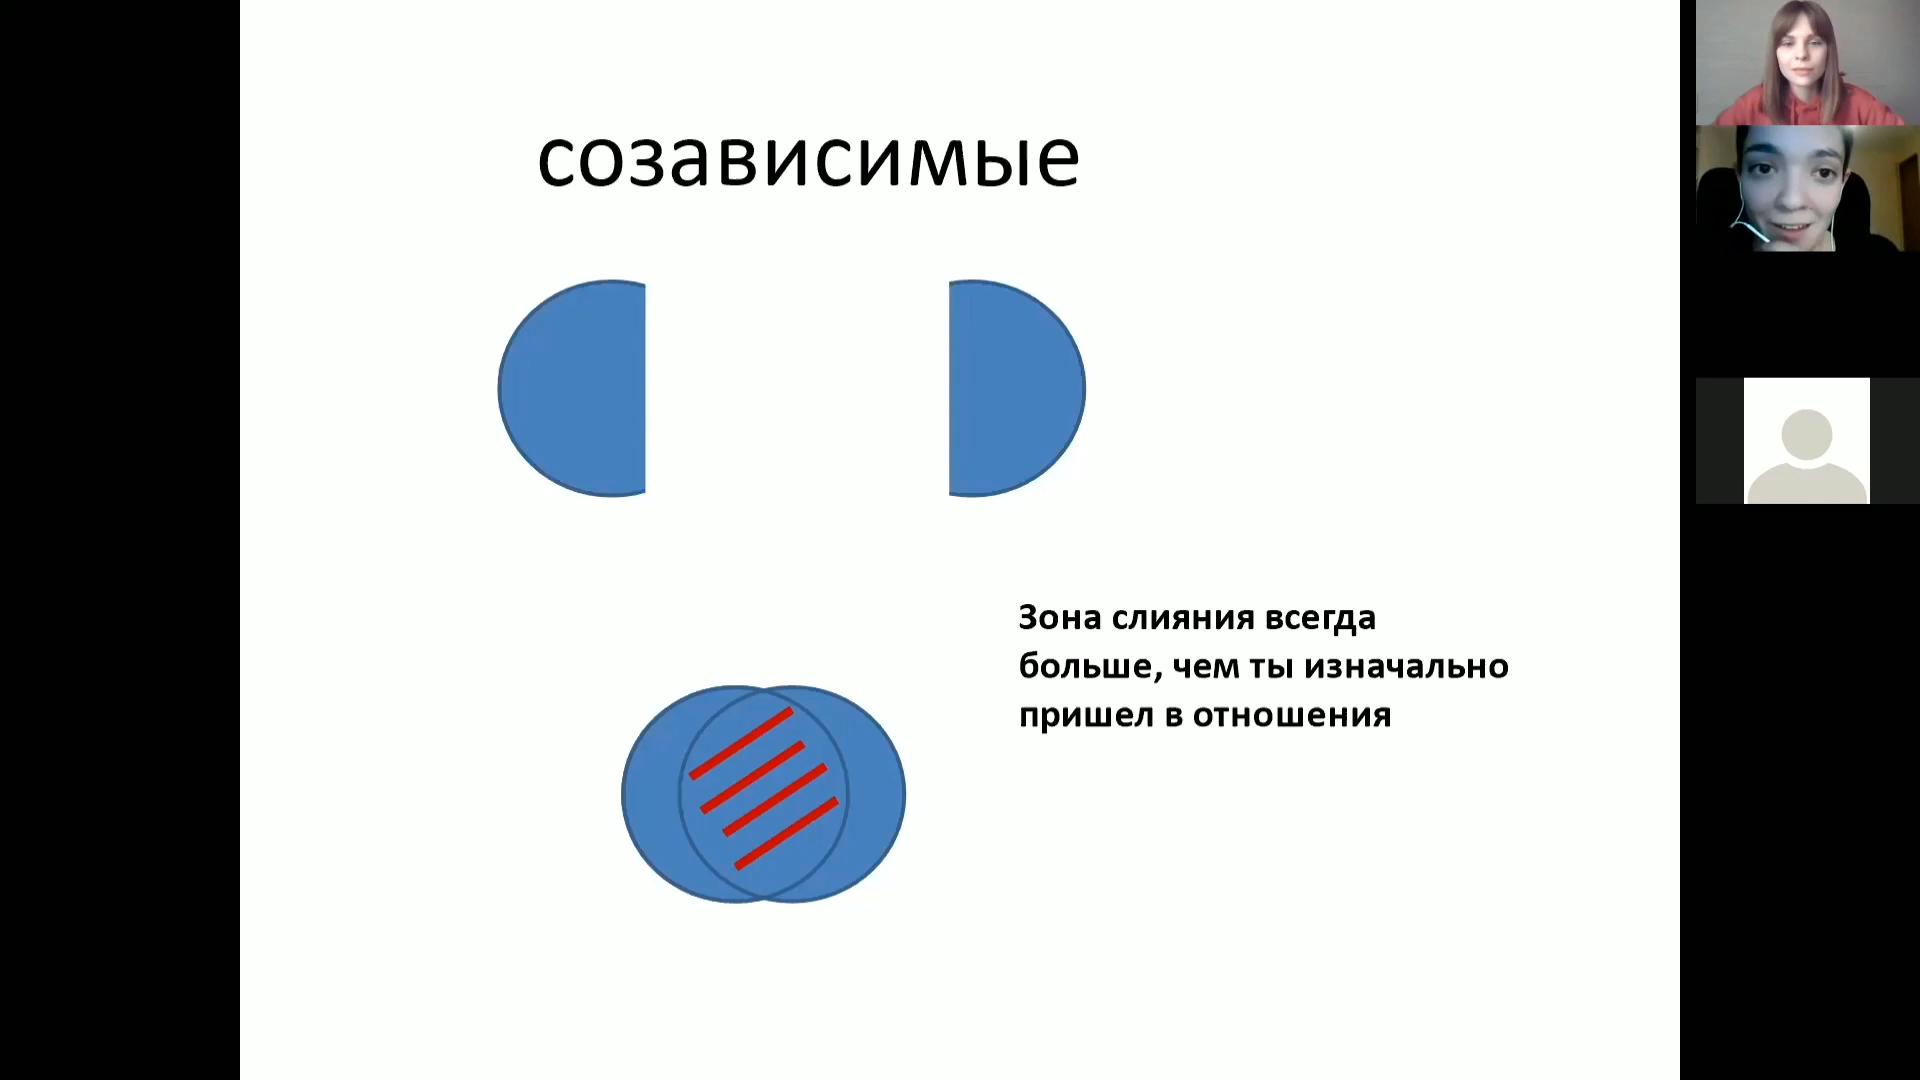 созависимые
Зона слияния всегда
больше, чем ты изначально
пришел в отношения